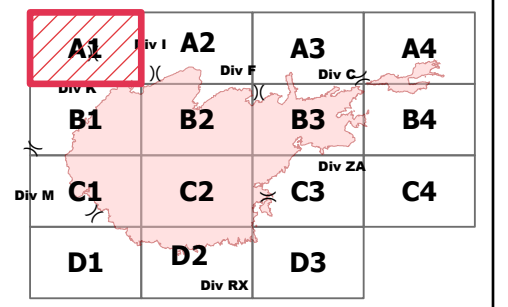 A1 Div I A2 A3 A4
Div F Div C
Div K
B1 B2 B3 B4
Div ZA
Div M C1 C2 C3 C4
D1 D2 D3
Div RX